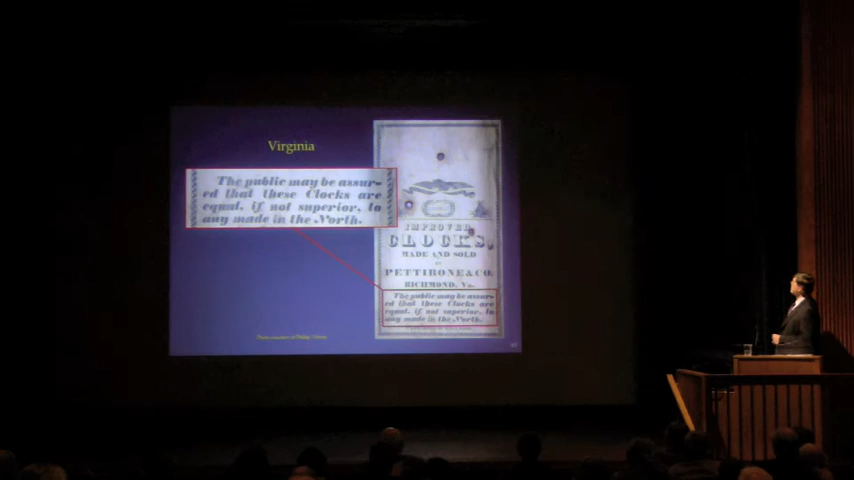 Virginia
The public may be assur-
ed that these Clocks are
equal, if not superior, to
any made in the North.
IMPROVED
CLOCKS,
MADE AND SOLD
BY
PETTIBONE & CO.
RICHMOND, Va.
The public may be assur-
ed that these Clocks are
equal, if not superior, to
any made in the North.